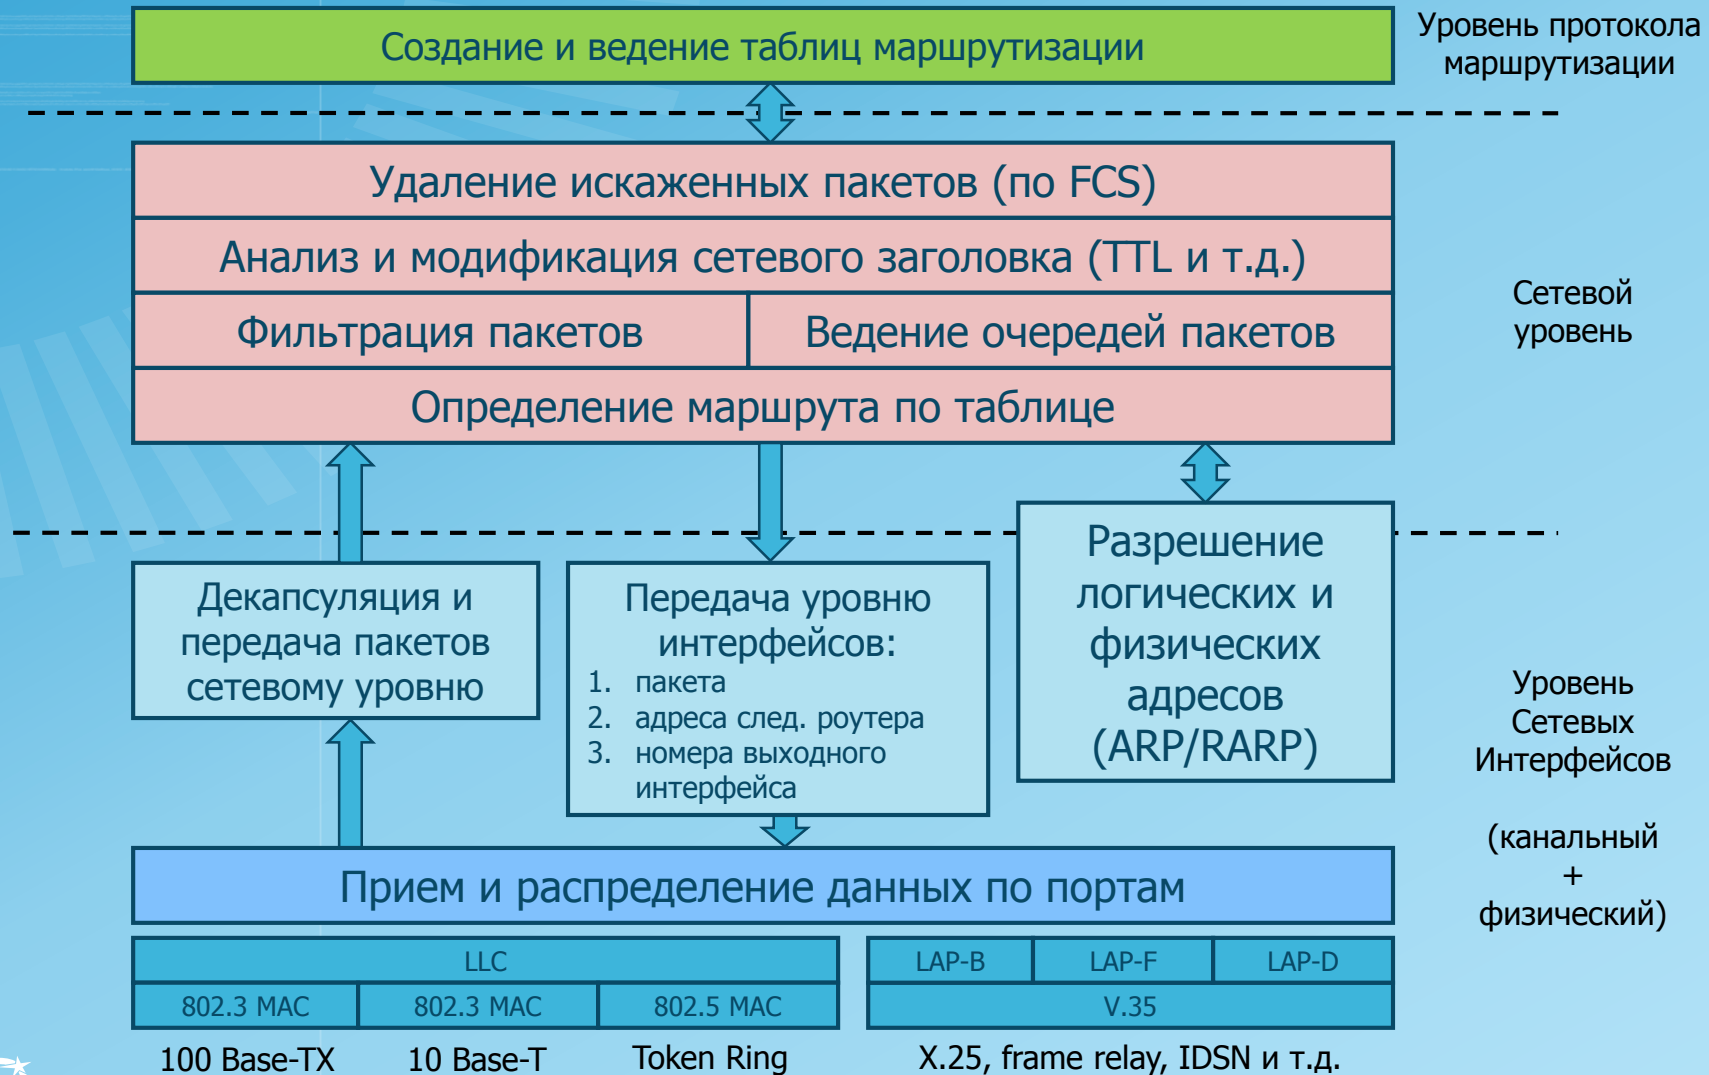 Создание и ведение таблиц маршрутизации
Уровень протокола
маршрутизации
Удаление искаженных пакетов (по FCS)
Анализ и модификация сетевого заголовка (TTL и т.д.)
Фильтрация пакетов
Ведение очередей пакетов
Определение маршрута по таблице
Сетевой
уровень
Декапсуляция и
передача пакетов
сетевому уровню
Передача уровню
интерфейсов:
1. пакета
2. адреса след. роутера
3. номера выходного
интерфейса
Разрешение
логических и
физических
адресов
(ARP/RARP)
Уровень
Сетевых
Интерфейсов
(канальный
+
физический)
Прием и распределение данных по портам
LLC
LAP-B
LAP-F
LAP-D
802.3 MAC
802.3 MAC
802.5 MAC
V.35
100 Base-TX
10 Base-T
Token Ring
X.25, frame relay, IDSN и т.д.